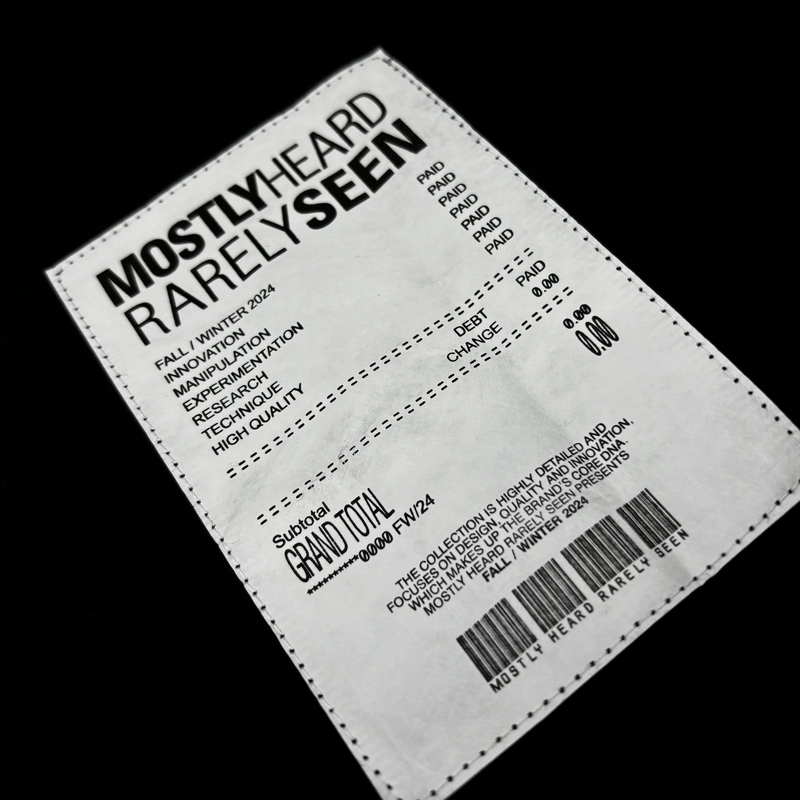 MOSTLYHEARD
RARELYSEEN
FALL / WINTER 2024 PAID
INNOVATION PAID
MANIPULATION PAID
EXPERIMENTATION PAID
RESEARCH PAID
TECHNIQUE PAID
HIGH QUALITY PAID
DEBT PAID
CHANGE 0.00
Subtotal 0.00
GRAND TOTAL 0.00
**********0000 FW/24
THE COLLECTION IS HIGHLY DETAILED AND
FOCUSES ON DESIGN, QUALITY AND INNOVATION,
WHICH MAKES UP THE BRAND'S CORE DNA.
MOSTLY HEARD RARELY SEEN PRESENTS
FALL / WINTER 2024
MOSTLY HEARD RARELY SEEN